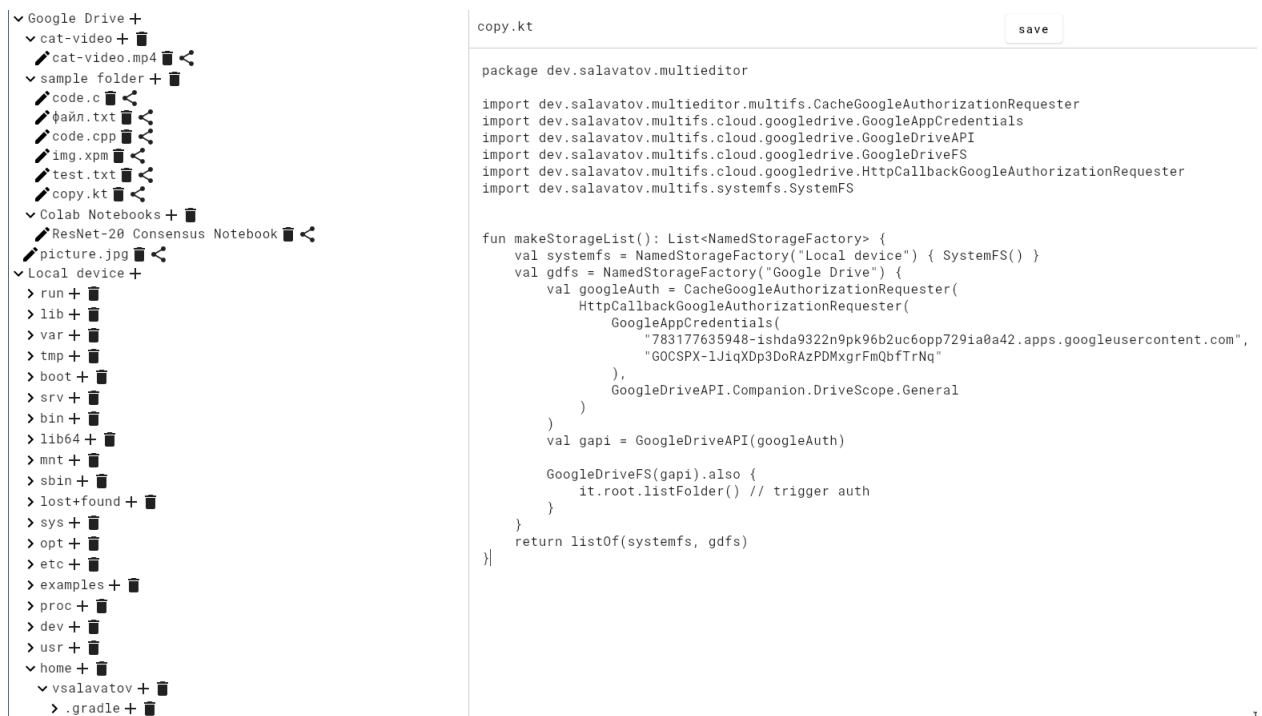 Google Drive
cat-video
cat-video.mp4
sample folder
code.c
файл.txt
code.cpp
img.xpm
test.txt
copy.kt
Colab Notebooks
ResNet-20 Consensus Notebook
picture.jpg
Local device
run
lib
var
tmp
boot
srv
bin
lib64
mnt
sbin
lost+found
sys
opt
etc
examples
proc
dev
usr
home
vsalavatov
.gradle
copy.kt
save
package dev.salavatov.multieditor
import dev.salavatov.multieditor.multifs.CacheGoogleAuthorizationRequester
import dev.salavatov.multifs.cloud.googledrive.GoogleAppCredentials
import dev.salavatov.multifs.cloud.googledrive.GoogleDriveAPI
import dev.salavatov.multifs.cloud.googledrive.GoogleDriveFS
import dev.salavatov.multifs.cloud.googledrive.HttpCallbackGoogleAuthorizationRequester
import dev.salavatov.multifs.systemfs.SystemFS
fun makeStorageList(): List<NamedStorageFactory> {
    val systemfs = NamedStorageFactory("Local device") { SystemFS() }
    val gdfs = NamedStorageFactory("Google Drive") {
        val googleAuth = CacheGoogleAuthorizationRequester(
            HttpCallbackGoogleAuthorizationRequester(
                GoogleAppCredentials(
                    "783177635948-ishda9322n9pk96b2uc6opp729ia0a42.apps.googleusercontent.com",
                    "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"
                ),
                GoogleDriveAPI.Companion.DriveScope.General
            )
        )
        val gapi = GoogleDriveAPI(googleAuth)
        GoogleDriveFS(gapi).also {
            it.root.listFolder() // trigger auth
        }
    }
    return listOf(systemfs, gdfs)
}